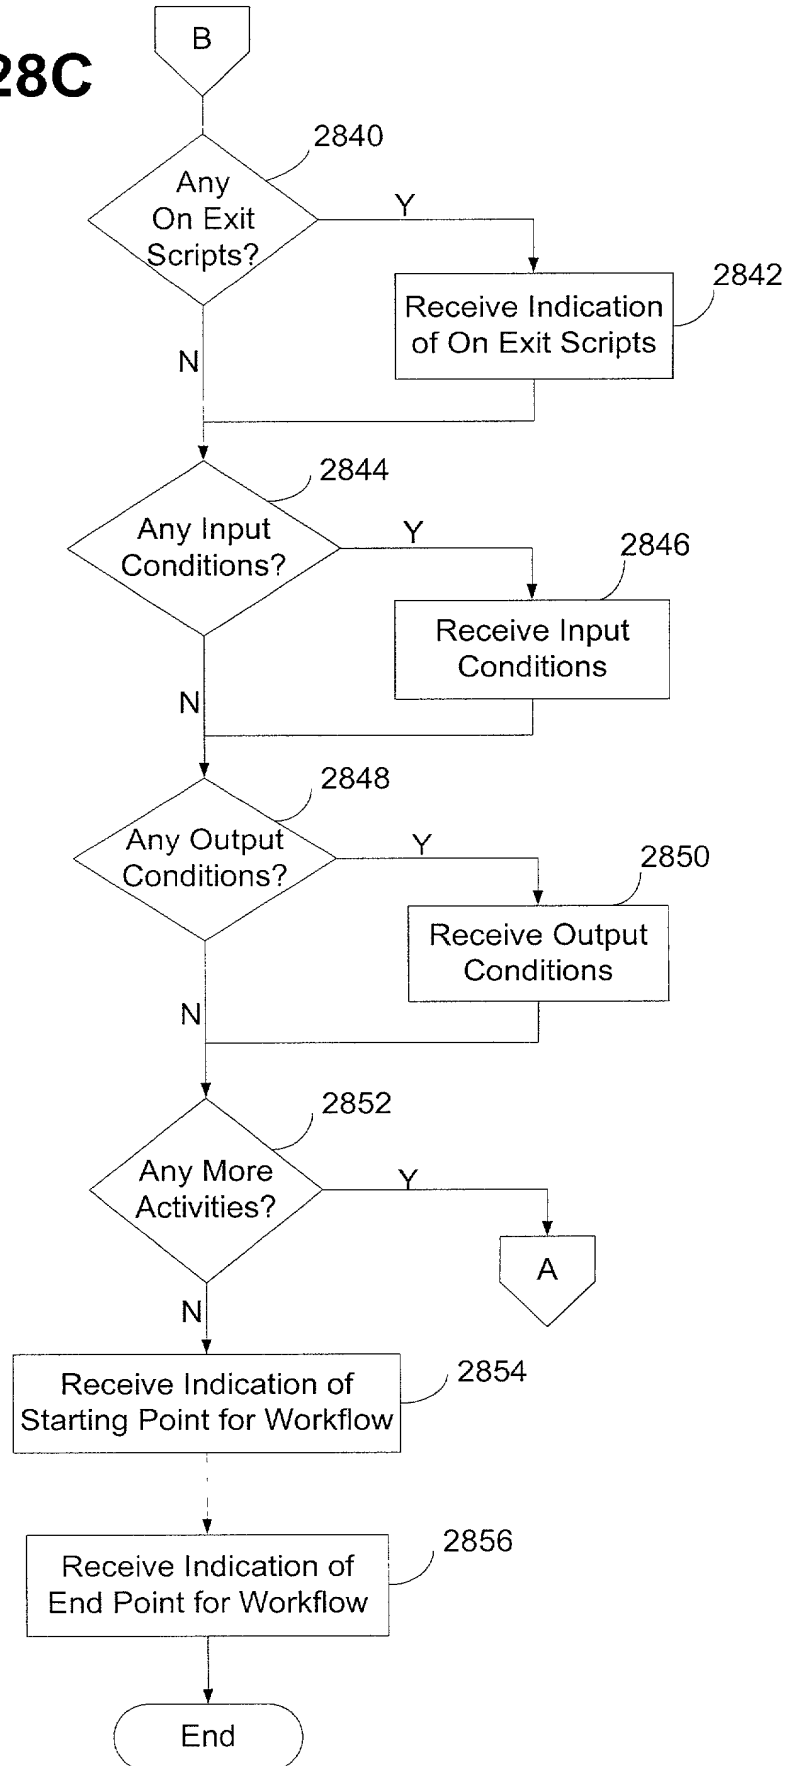 B
28C
2840
Any
On Exit
Scripts?
Y
2842
Receive Indication
of On Exit Scripts
N
2844
Any Input
Conditions?
Y
2846
Receive Input
Conditions
N
2848
Any Output
Conditions?
Y
2850
Receive Output
Conditions
N
2852
Any More
Activities?
Y
A
N
2854
Receive Indication of
Starting Point for Workflow
2856
Receive Indication of
End Point for Workflow
End